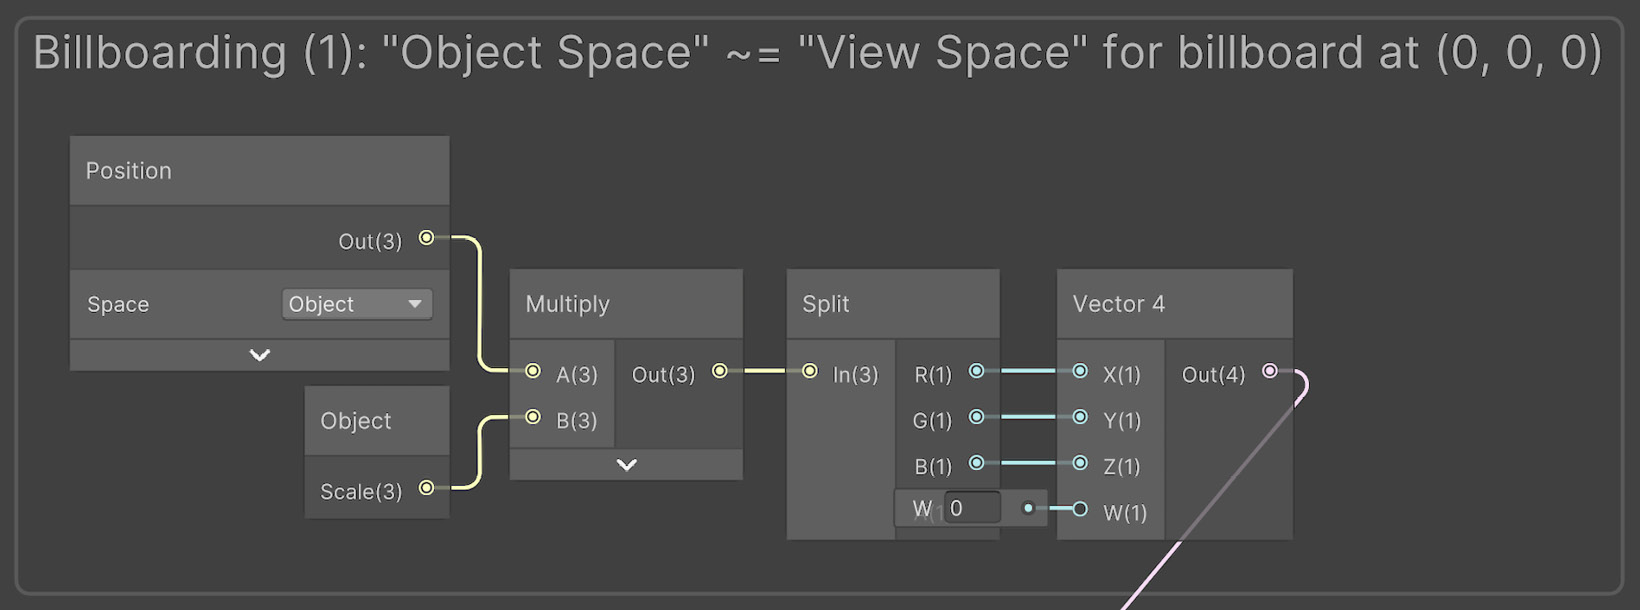 Billboarding (1): "Object Space" ~= "View Space" for billboard at (0, 0, 0)
Position
Out(3)
Space
Object
Object
Scale(3)
Multiply
A(3)
B(3)
Out(3)
Split
In(3)
R(1)
G(1)
B(1)
W 0
Vector 4
X(1)
Y(1)
Z(1)
W(1)
Out(4)